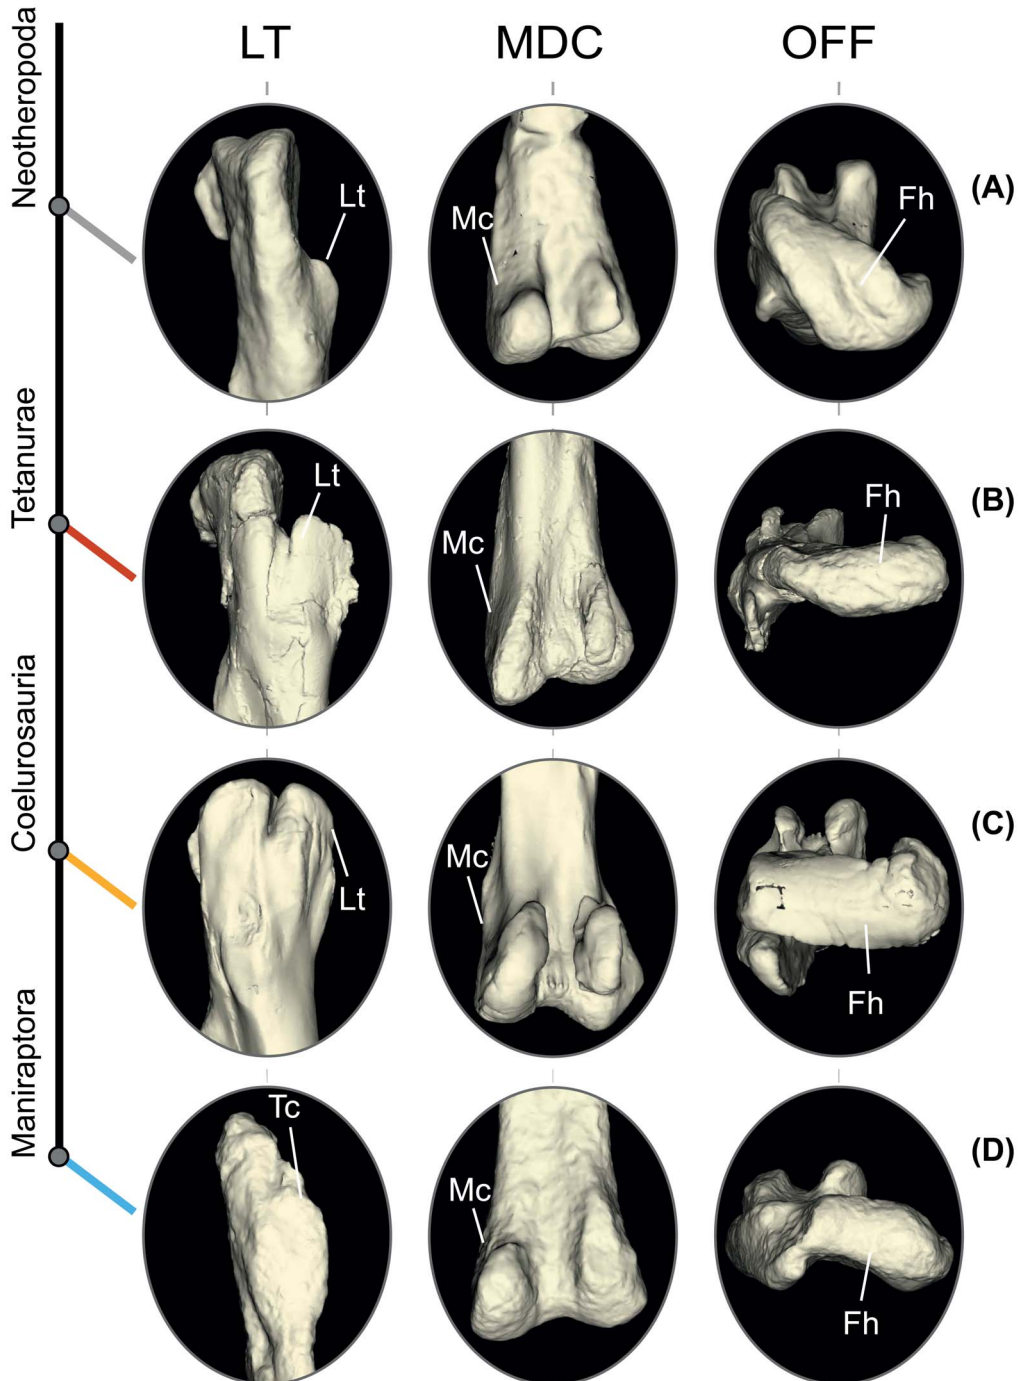 LT MDC OFF
Neotheropoda
Lt
Mc
Fh
(A)
Tetanurae
Lt
Mc
Fh
(B)
Coelurosauria
Lt
Mc
Fh
(C)
Maniraptora
Tc
Mc
Fh
(D)